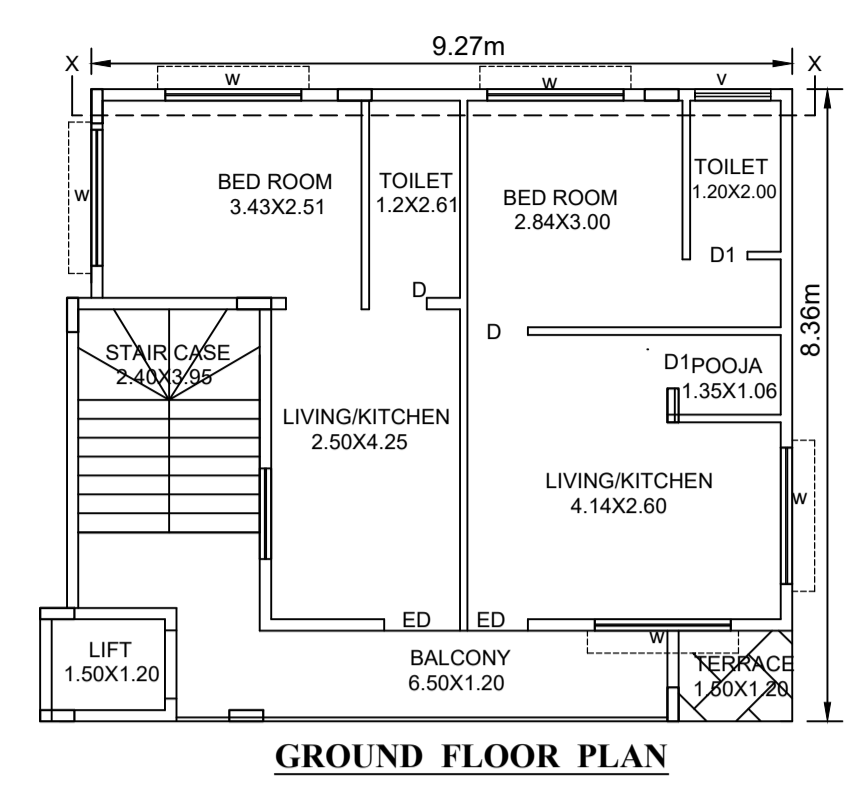 9.27m
X
X
W
W
V
W
BED ROOM
3.43X2.51
TOILET
1.2X2.61
BED ROOM
2.84X3.00
TOILET
1.20X2.00
D1
D
D
8.36m
STAIR CASE
2.40X3.95
D1
POOJA
1.35X1.06
LIVING/KITCHEN
2.50X4.25
LIVING/KITCHEN
4.14X2.60
W
ED
ED
W
LIFT
1.50X1.20
BALCONY
6.50X1.20
TERRACE
1.50X1.20
GROUND FLOOR PLAN